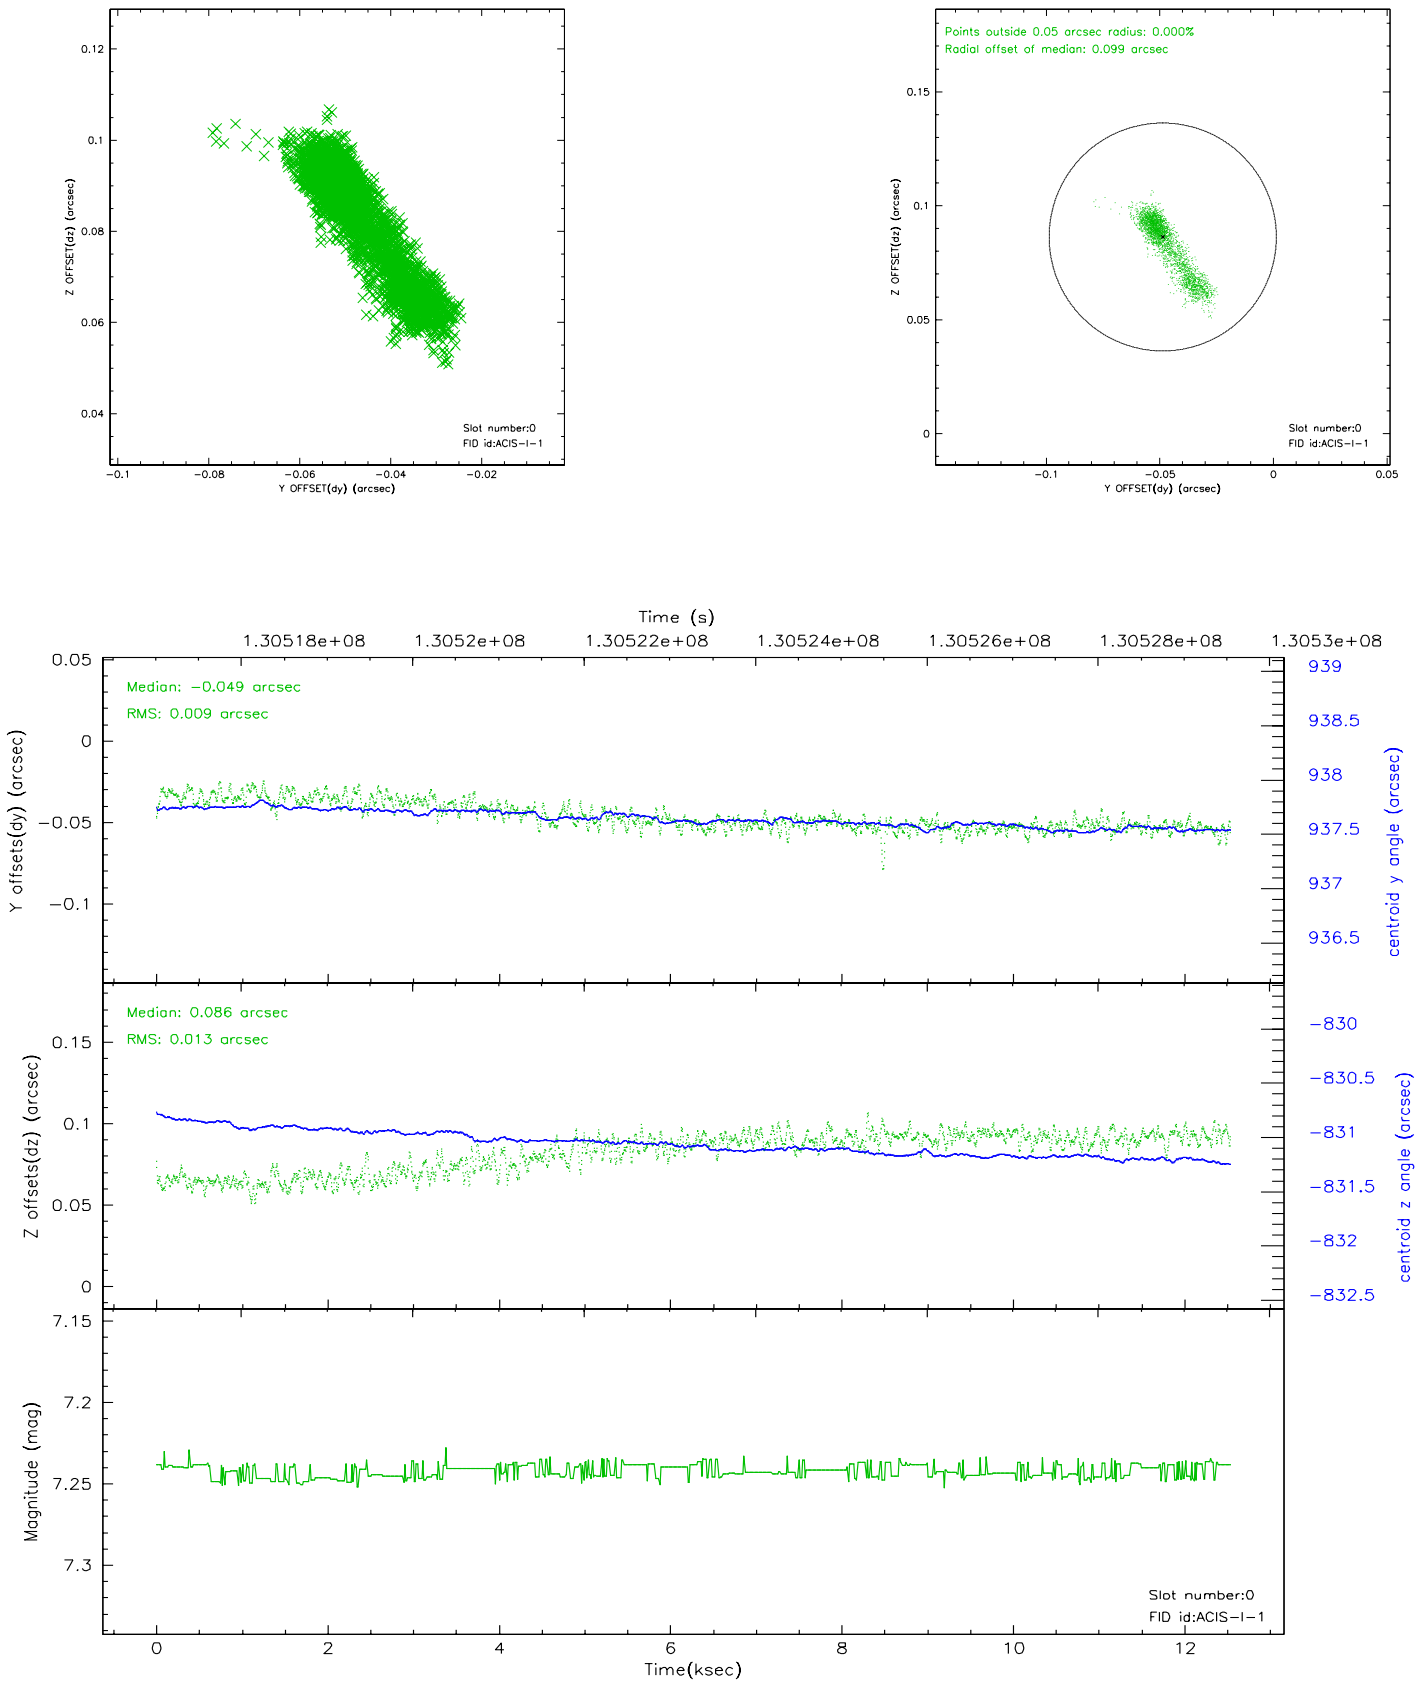 0.12
0.1
0.08
0.06
0.04
Z OFFSET(dz) (arcsec)
Slot number:0
FID id:ACIS-I-1
-0.1 -0.08 -0.06 -0.04 -0.02
Y OFFSET(dy) (arcsec)
Points outside 0.05 arcsec radius: 0.000%
Radial offset of median: 0.099 arcsec
0.15
0.1
0.05
0
Z OFFSET(dz) (arcsec)
Slot number:0
FID id:ACIS-I-1
-0.1 -0.05 0 0.05
Y OFFSET(dy) (arcsec)
Time (s)
1.30518e+08 1.3052e+08 1.30522e+08 1.30524e+08 1.30526e+08 1.30528e+08 1.3053e+08
Median: -0.049 arcsec
RMS: 0.009 arcsec
0.05
0
-0.05
-0.1
Y offsets(dy) (arcsec)
939
938.5
938
937.5
937
936.5
centroid y angle (arcsec)
Median: 0.086 arcsec
RMS: 0.013 arcsec
0.15
0.1
0.05
0
Z offsets(dz) (arcsec)
-830
-830.5
-831
-831.5
-832
-832.5
centroid z angle (arcsec)
7.15
7.2
7.25
7.3
Magnitude (mag)
Slot number:0
FID id:ACIS-I-1
0 2 4 6 8 10 12
Time(ksec)